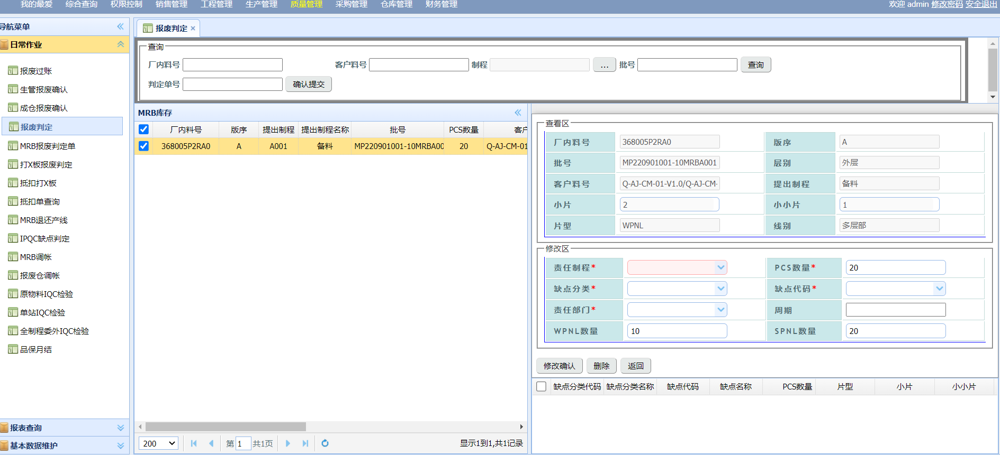 我的最爱 综合查询 权限控制 销售管理 工程管理 生产管理 质量管理 采购管理 仓库管理 财务管理 欢迎 admin 修改密码 安全退出
导航菜单
日常作业
报废过账
生管报废确认
成仓报废确认
报废判定
MRB报废判定单
打X板报废判定
抵扣打X板
抵扣单查询
MRB退还产线
IPQC缺点判定
MRB调帐
报废仓调帐
原物料IQC检验
单站IQC检验
全制程委外IQC检验
品保月结
报表查询
基本数据维护
报废判定 ×
查询
厂内料号 客户料号 制程 ... 批号 查询
判定单号 确认提交
MRB库存
厂内料号 版序 提出制程 提出制程名称 批号 PCS数量 客户
368005P2RA0 A A001 备料 MP220901001-10MRBA00 20 Q-AJ-CM-01
200 第 1 共1页 显示1到1,共1记录
查看区
厂内料号 368005P2RA0 版序 A
批号 MP220901001-10MRBA001 层别 外层
客户料号 Q-AJ-CM-01-V1.0/Q-AJ-CM- 提出制程 备料
小片 2 小小片 1
片型 WPNL 线别 多层部
修改区
责任制程* PCS数量* 20
缺点分类* 缺点代码*
责任部门* 周期
WPNL数量 10 SPNL数量 20
修改确认 删除 返回
缺点分类代码 缺点分类名称 缺点代码 缺点名称 PCS数量 片型 小片 小小片